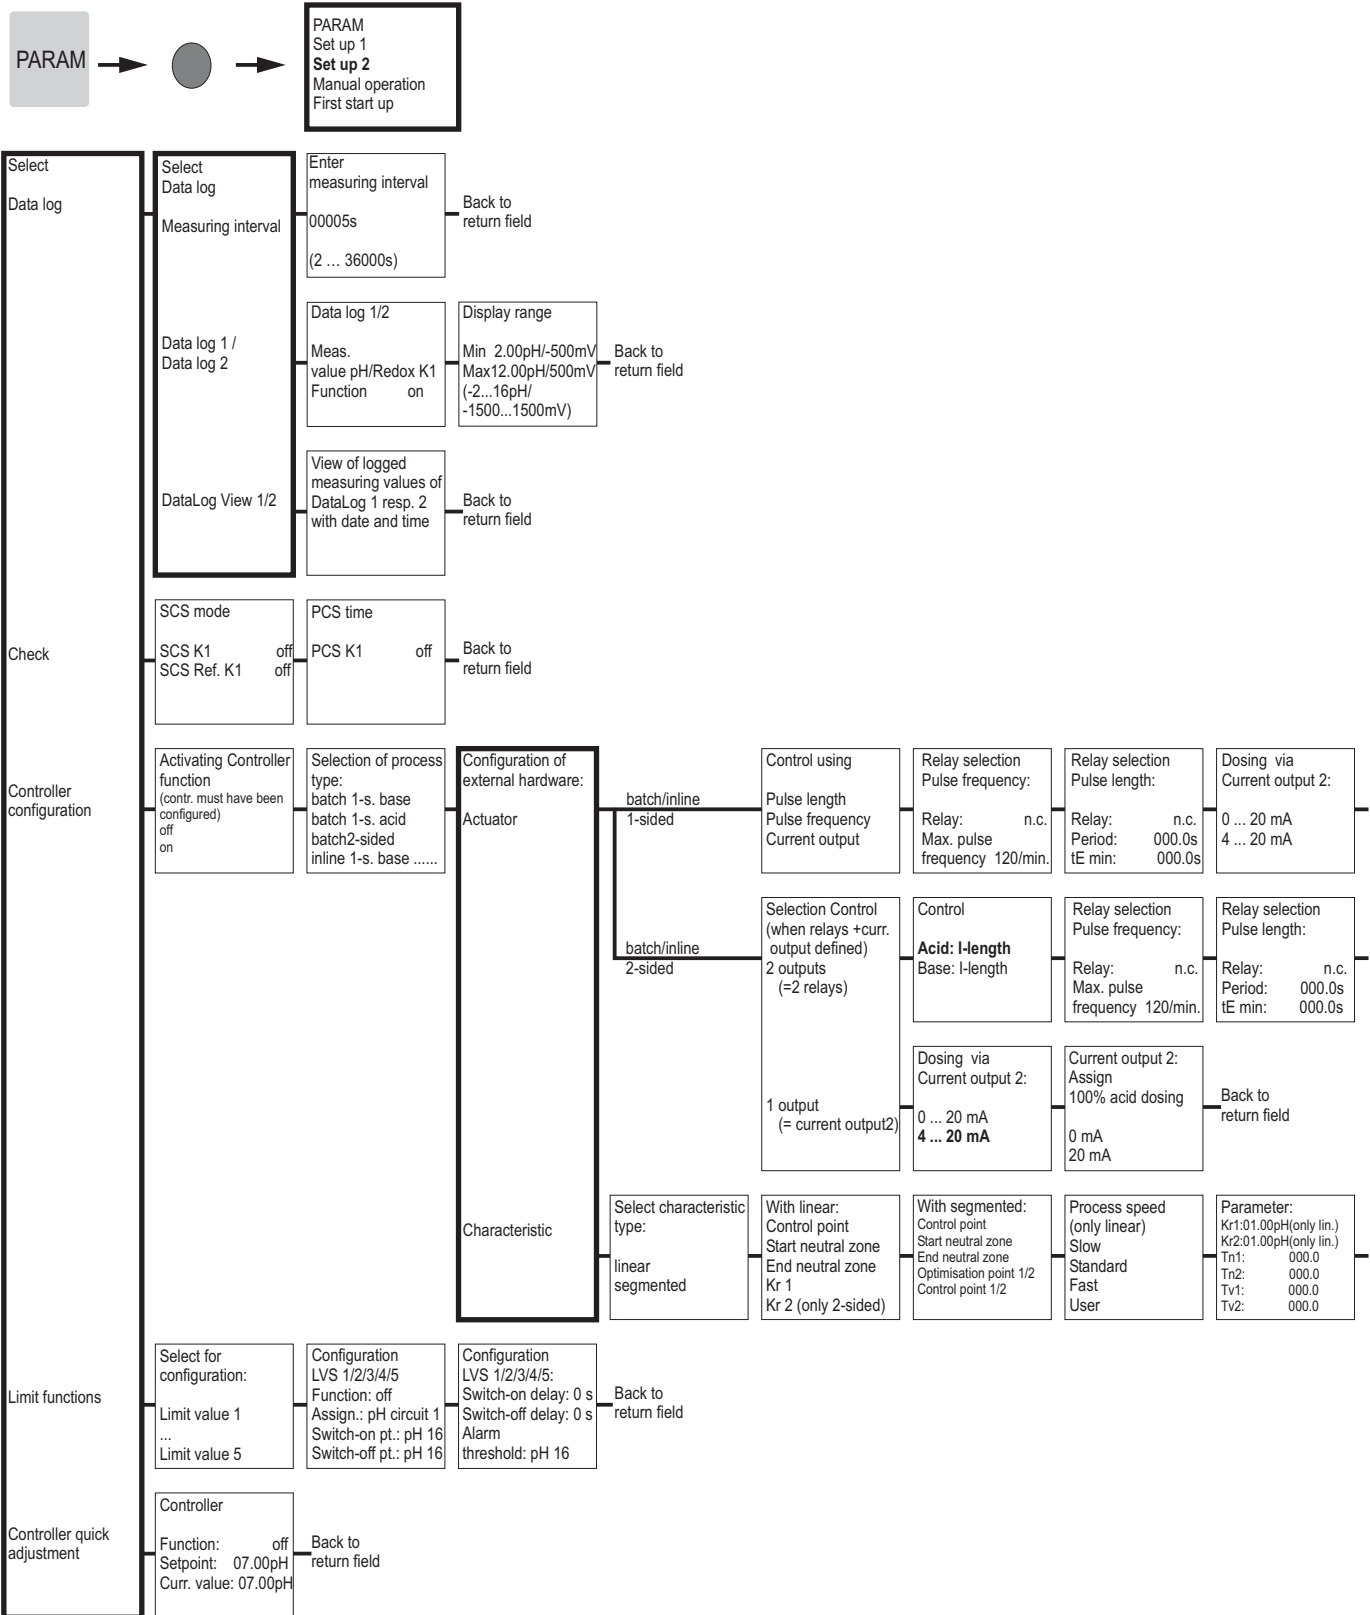 PARAM
PARAM
Set up 1
Set up 2
Manual operation
First start up
Select
Data log
Select
Data log
Measuring interval
Enter
measuring interval
00005s
(2 … 36000s)
Back to
return field
Data log 1 /
Data log 2
Data log 1/2
Meas.
value pH/Redox K1
Function on
Display range
Min 2.00pH/-500mV
Max12.00pH/500mV
(-2...16pH/
-1500...1500mV)
Back to
return field
DataLog View 1/2
View of logged
measuring values of
DataLog 1 resp. 2
with date and time
Back to
return field
Check
SCS mode
SCS K1 off
SCS Ref. K1 off
PCS time
PCS K1 off
Back to
return field
Controller
configuration
Activating Controller
function
(contr. must have been
configured)
off
on
Selection of process
type:
batch 1-s. base
batch 1-s. acid
batch2-sided
inline 1-s. base ......
Configuration of
external hardware:
Actuator
batch/inline
1-sided
Control using
Pulse length
Pulse frequency
Current output
Relay selection
Pulse frequency:
Relay: n.c.
Max. pulse
frequency 120/min.
Relay selection
Pulse length:
Relay: n.c.
Period: 000.0s
tE min: 000.0s
Dosing via
Current output 2:
0 ... 20 mA
4 ... 20 mA
batch/inline
2-sided
Selection Control
(when relays +curr.
output defined)
2 outputs
(=2 relays)
Control
Acid: I-length
Base: I-length
Relay selection
Pulse frequency:
Relay: n.c.
Max. pulse
frequency 120/min.
Relay selection
Pulse length:
Relay: n.c.
Period: 000.0s
tE min: 000.0s
1 output
(= current output2)
Dosing via
Current output 2:
0 ... 20 mA
4 ... 20 mA
Current output 2:
Assign
100% acid dosing
0 mA
20 mA
Back to
return field
Characteristic
Select characteristic
type:
linear
segmented
With linear:
Control point
Start neutral zone
End neutral zone
Kr 1
Kr 2 (only 2-sided)
With segmented:
Control point
Start neutral zone
End neutral zone
Optimisation point 1/2
Control point 1/2
Process speed
(only linear)
Slow
Standard
Fast
User
Parameter:
Kr1:01.00pH(only lin.)
Kr2:01.00pH(only lin.)
Tn1: 000.0
Tn2: 000.0
Tv1: 000.0
Tv2: 000.0
Limit functions
Select for
configuration:
Limit value 1
...
Limit value 5
Configuration
LVS 1/2/3/4/5
Function: off
Assign.: pH circuit 1
Switch-on pt.: pH 16
Switch-off pt.: pH 16
Configuration
LVS 1/2/3/4/5:
Switch-on delay: 0 s
Switch-off delay: 0 s
Alarm
threshold: pH 16
Back to
return field
Controller quick
adjustment
Controller
Function: off
Setpoint: 07.00pH
Curr. value: 07.00pH
Back to
return field